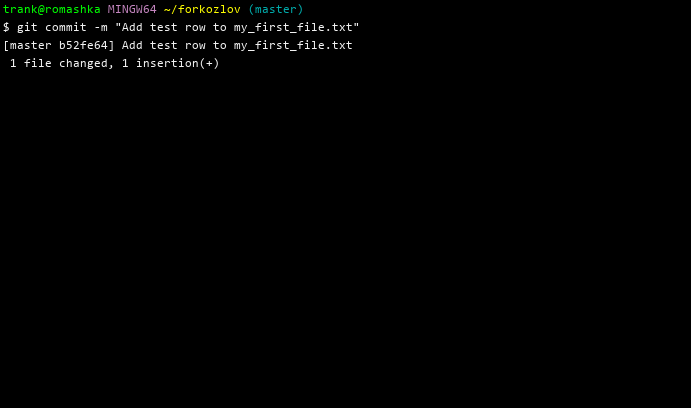 trank@romashka MINGW64 ~/forkozlov (master)
$ git commit -m "Add test row to my_first_file.txt"
[master b52fe64] Add test row to my_first_file.txt
 1 file changed, 1 insertion(+)